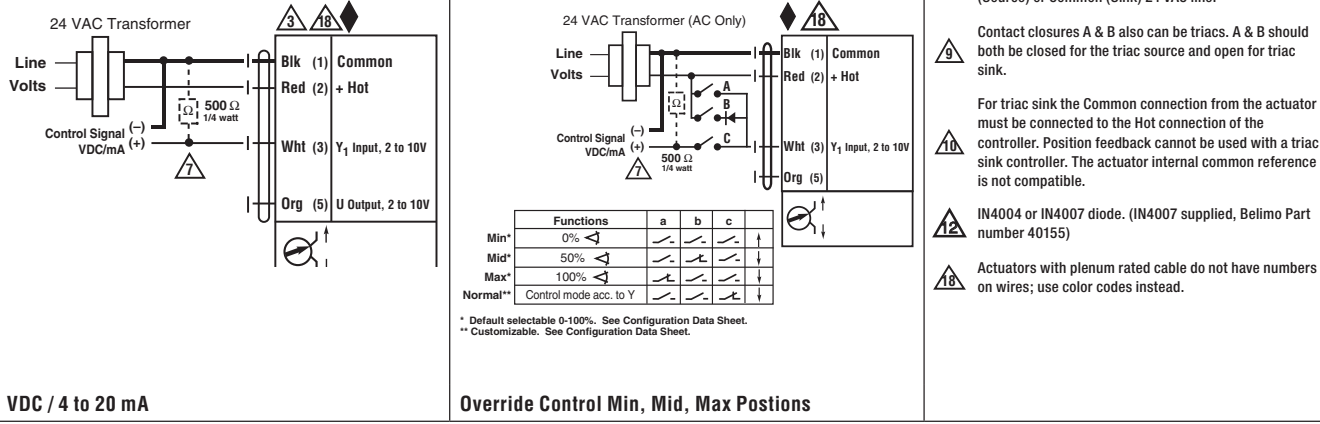 24 VAC Transformer
3
18
Line
Volts
Blk (1) Common
Red (2) + Hot
Ω
500 Ω
1/4 watt
Control Signal (–)
VDC/mA (+)
7
Wht (3) Y1 Input, 2 to 10V
Org (5) U Output, 2 to 10V
VDC / 4 to 20 mA
24 VAC Transformer (AC Only)
18
Line
Volts
Blk (1) Common
Red (2) + Hot
A
Ω
B
Control Signal (–)
VDC/mA (+)
C
7
500 Ω
1/4 watt
Wht (3) Y1 Input, 2 to 10V
Org (5)
Functions a b c
Min* 0%
Mid* 50%
Max* 100%
Normal** Control mode acc. to Y
* Default selectable 0-100%. See Configuration Data Sheet.
** Customizable. See Configuration Data Sheet.
Override Control Min, Mid, Max Postions
9
Contact closures A & B also can be triacs. A & B should
both be closed for the triac source and open for triac
sink.
10
For triac sink the Common connection from the actuator
must be connected to the Hot connection of the
controller. Position feedback cannot be used with a triac
sink controller. The actuator internal common reference
is not compatible.
12
IN4004 or IN4007 diode. (IN4007 supplied, Belimo Part
number 40155)
18
Actuators with plenum rated cable do not have numbers
on wires; use color codes instead.